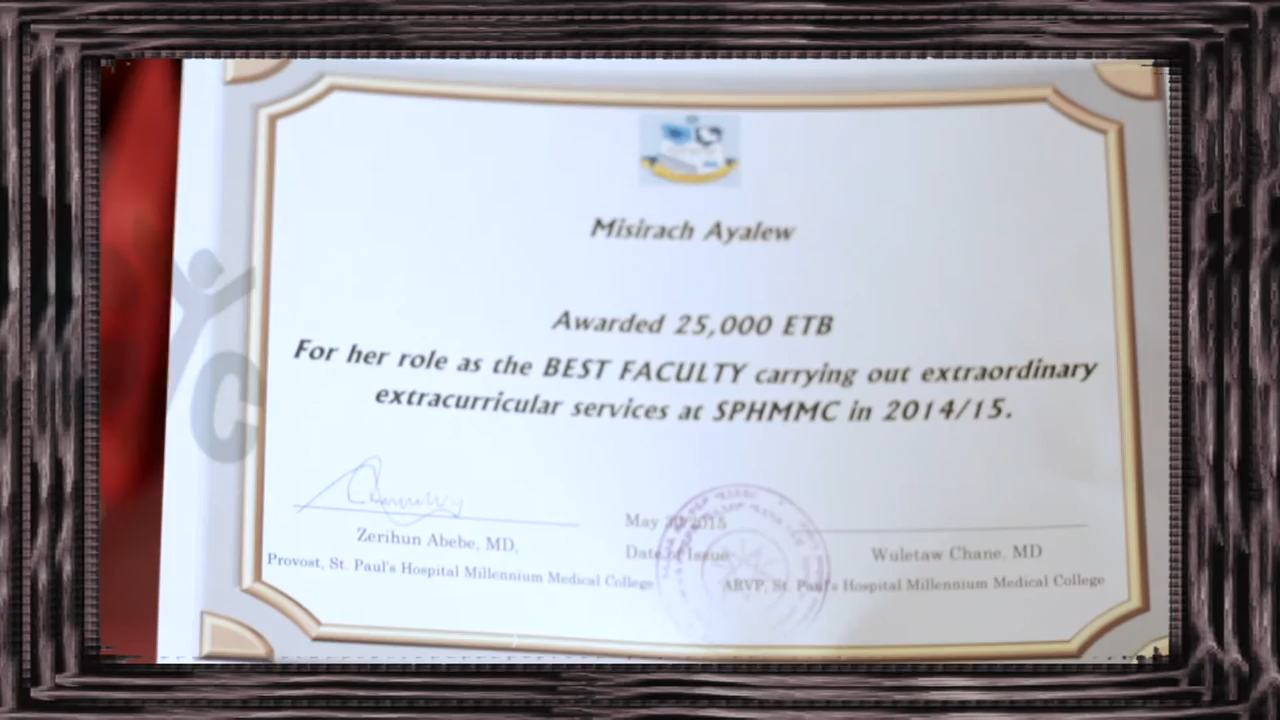 Misirach Ayalew
Awarded 25,000 ETB
For her role as the BEST FACULTY carrying out extraordinary
extracurricular services at SPHMMC in 2014/15.
Zerihun Abebe, MD,
Provost, St. Paul's Hospital Millennium Medical College
May 2015
Date of Issue
Wuletaw Chane, MD
ARVP, St. Paul's Hospital Millennium Medical College
C